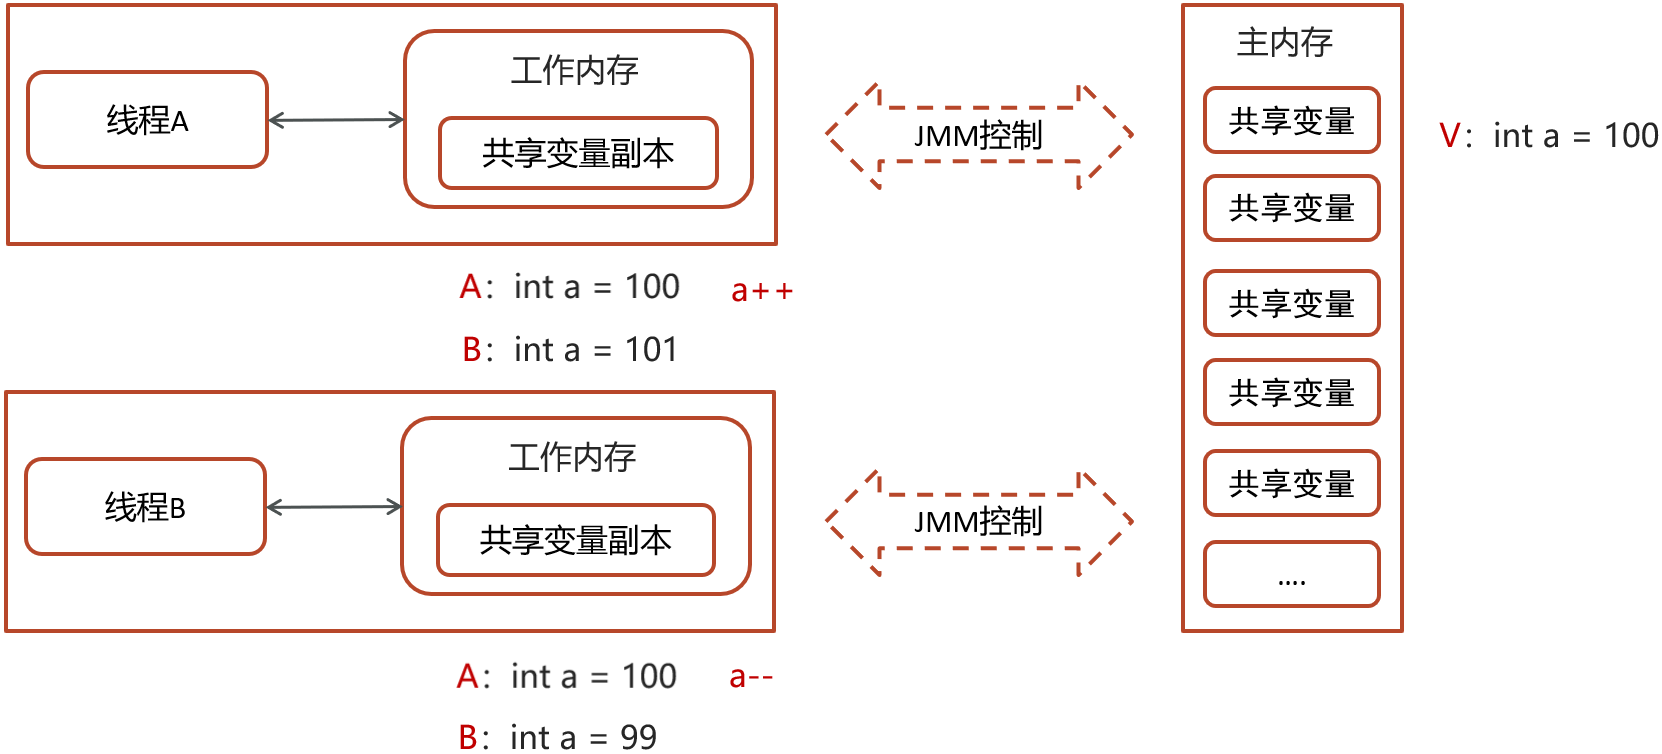 工作内存
线程A
共享变量副本
A： int a = 100 a++
B： int a = 101
JMM控制
工作内存
线程B
共享变量副本
A： int a = 100 a--
B： int a = 99
JMM控制
主内存
共享变量
V： int a = 100
共享变量
共享变量
共享变量
共享变量
....